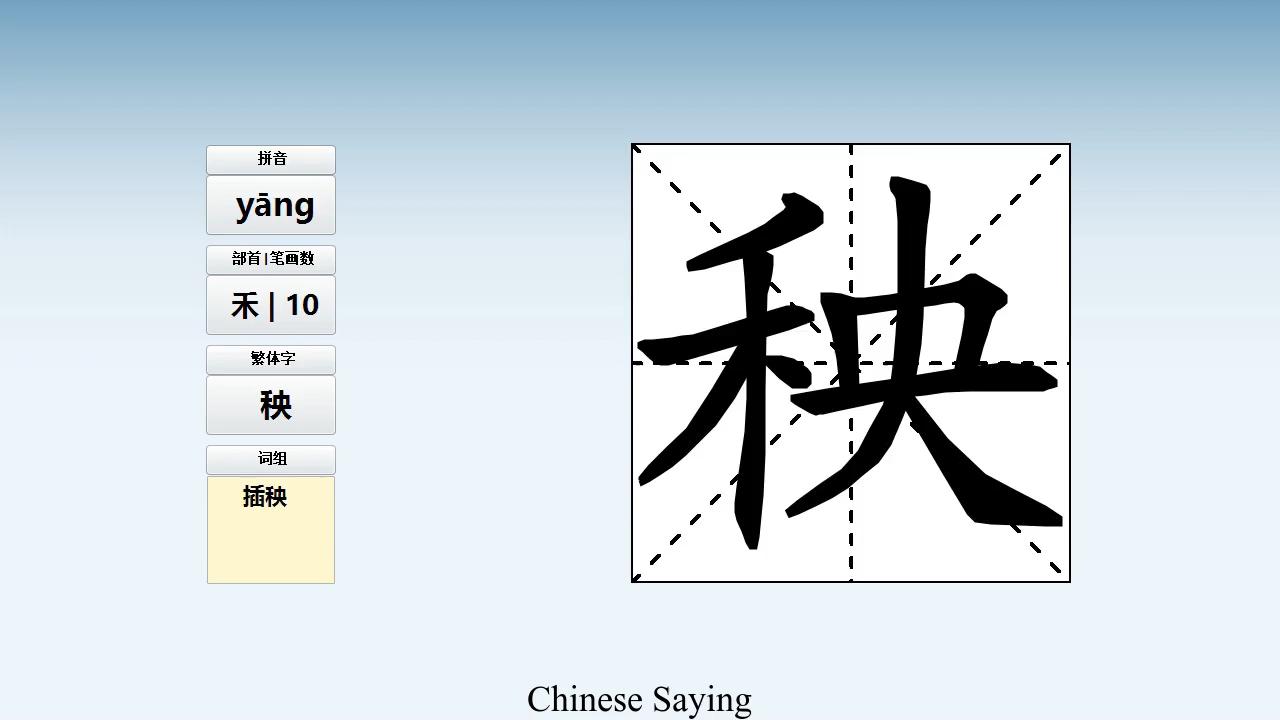 拼音
yāng
部首|笔画数
禾 | 10
繁体字
秧
词组
插秧
秧
Chinese Saying